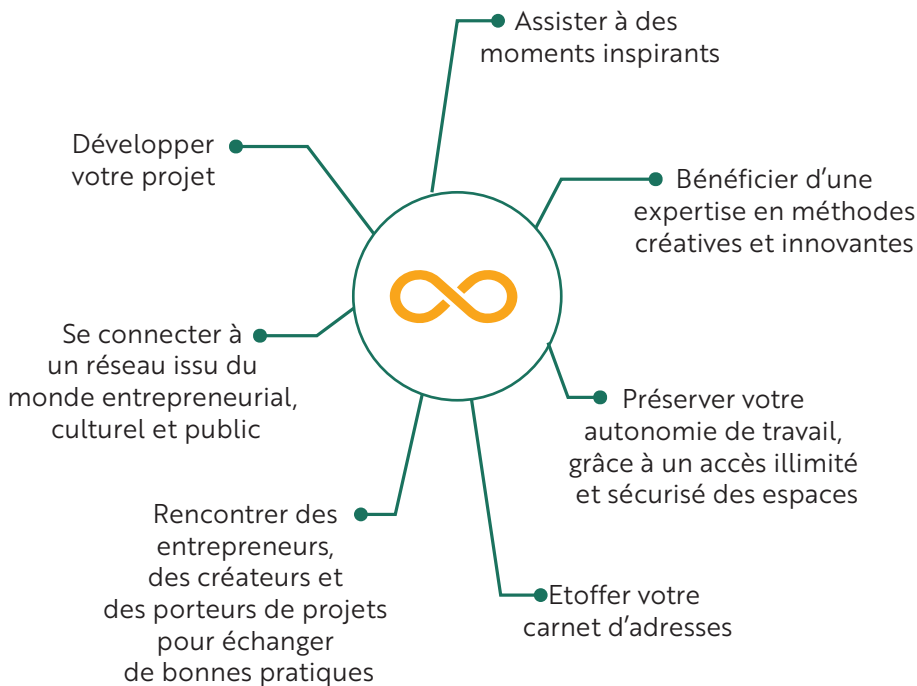 Assister à des
moments inspirants
Développer
votre projet
Bénéficier d’une
expertise en méthodes
créatives et innovantes
Se connecter à
un réseau issu du
monde entrepreneurial,
culturel et public
Préserver votre
autonomie de travail,
grâce à un accès illimité
et sécurisé des espaces
Rencontrer des
entrepreneurs,
des créateurs et
des porteurs de projets
pour échanger
de bonnes pratiques
Etoffer votre
carnet d’adresses